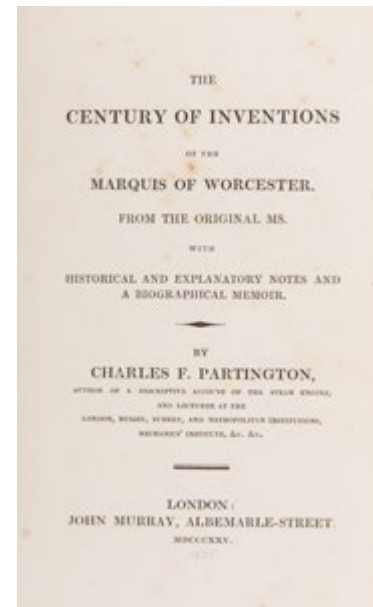 THE
CENTURY OF INVENTIONS
OF THE
MARQUIS OF WORCESTER.
FROM THE ORIGINAL MS.
WITH
HISTORICAL AND EXPLANATORY NOTES AND
A BIOGRAPHICAL MEMOIR.
BY
CHARLES F. PARTINGTON,
AUTHOR OF A DESCRIPTIVE ACCOUNT OF THE STEAM ENGINE,
AND LECTURER AT THE
LONDON, RUSSEL, SURREY, AND METROPOLITAN INSTITUTIONS,
MECHANICS' INSTITUTE, &c. &c.
LONDON:
JOHN MURRAY, ALBEMARLE-STREET.
MDCCCXXV.